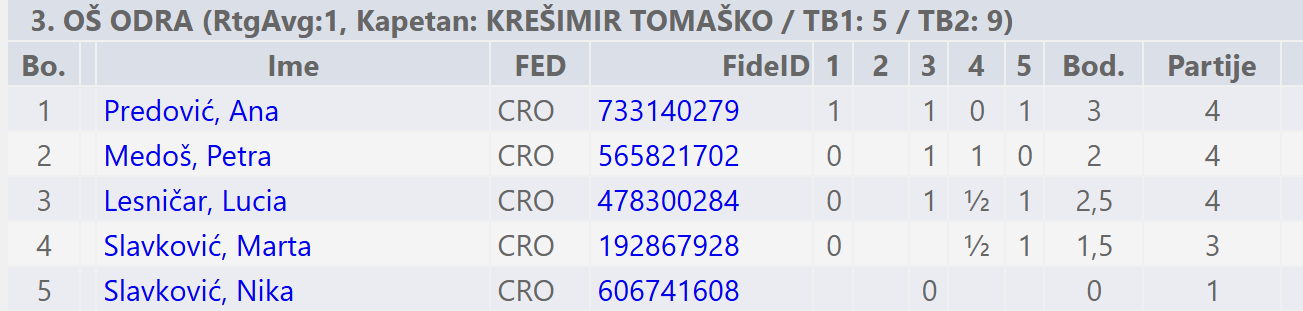 3. OŠ ODRA (RtgAvg:1, Kapetan: KREŠIMIR TOMAŠKO / TB1: 5 / TB2: 9)
Bo. Ime FED FideID 1 2 3 4 5 Bod. Partije
1 Predović, Ana CRO 733140279 1 1 0 1 3 4
2 Medoš, Petra CRO 565821702 0 1 1 0 2 4
3 Lesničar, Lucia CRO 478300284 0 1 ½ 1 2,5 4
4 Slavković, Marta CRO 192867928 0 ½ 1 1,5 3
5 Slavković, Nika CRO 606741608 0 0 1